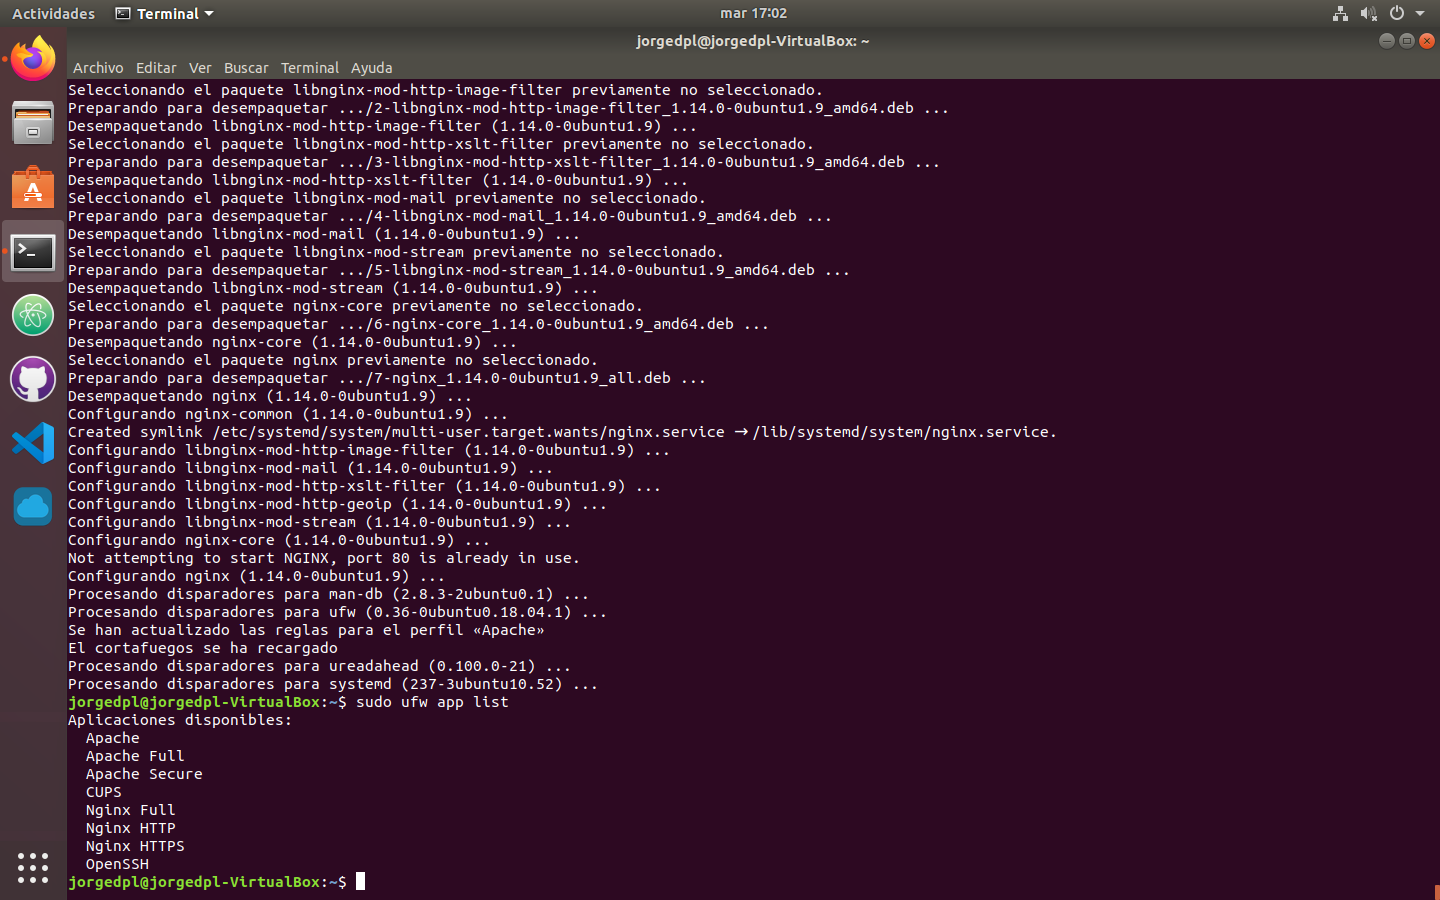 Actividades Terminal mar 17:02
jorgedpl@jorgedpl-VirtualBox: ~
Archivo Editar Ver Buscar Terminal Ayuda
Seleccionando el paquete libnginx-mod-http-image-filter previamente no seleccionado.
Preparando para desempaquetar .../2-libnginx-mod-http-image-filter_1.14.0-0ubuntu1.9_amd64.deb ...
Desempaquetando libnginx-mod-http-image-filter (1.14.0-0ubuntu1.9) ...
Seleccionando el paquete libnginx-mod-http-xslt-filter previamente no seleccionado.
Preparando para desempaquetar .../3-libnginx-mod-http-xslt-filter_1.14.0-0ubuntu1.9_amd64.deb ...
Desempaquetando libnginx-mod-http-xslt-filter (1.14.0-0ubuntu1.9) ...
Seleccionando el paquete libnginx-mod-mail previamente no seleccionado.
Preparando para desempaquetar .../4-libnginx-mod-mail_1.14.0-0ubuntu1.9_amd64.deb ...
Desempaquetando libnginx-mod-mail (1.14.0-0ubuntu1.9) ...
Seleccionando el paquete libnginx-mod-stream previamente no seleccionado.
Preparando para desempaquetar .../5-libnginx-mod-stream_1.14.0-0ubuntu1.9_amd64.deb ...
Desempaquetando libnginx-mod-stream (1.14.0-0ubuntu1.9) ...
Seleccionando el paquete nginx-core previamente no seleccionado.
Preparando para desempaquetar .../6-nginx-core_1.14.0-0ubuntu1.9_amd64.deb ...
Desempaquetando nginx-core (1.14.0-0ubuntu1.9) ...
Seleccionando el paquete nginx previamente no seleccionado.
Preparando para desempaquetar .../7-nginx_1.14.0-0ubuntu1.9_all.deb ...
Desempaquetando nginx (1.14.0-0ubuntu1.9) ...
Configurando nginx-common (1.14.0-0ubuntu1.9) ...
Created symlink /etc/systemd/system/multi-user.target.wants/nginx.service → /lib/systemd/system/nginx.service.
Configurando libnginx-mod-http-image-filter (1.14.0-0ubuntu1.9) ...
Configurando libnginx-mod-mail (1.14.0-0ubuntu1.9) ...
Configurando libnginx-mod-http-xslt-filter (1.14.0-0ubuntu1.9) ...
Configurando libnginx-mod-http-geoip (1.14.0-0ubuntu1.9) ...
Configurando libnginx-mod-stream (1.14.0-0ubuntu1.9) ...
Configurando nginx-core (1.14.0-0ubuntu1.9) ...
Not attempting to start NGINX, port 80 is already in use.
Configurando nginx (1.14.0-0ubuntu1.9) ...
Procesando disparadores para man-db (2.8.3-2ubuntu0.1) ...
Procesando disparadores para ufw (0.36-0ubuntu0.18.04.1) ...
Se han actualizado las reglas para el perfil «Apache»
El cortafuegos se ha recargado
Procesando disparadores para ureadahead (0.100.0-21) ...
Procesando disparadores para systemd (237-3ubuntu10.52) ...
jorgedpl@jorgedpl-VirtualBox:~$ sudo ufw app list
Aplicaciones disponibles:
  Apache
  Apache Full
  Apache Secure
  CUPS
  Nginx Full
  Nginx HTTP
  Nginx HTTPS
  OpenSSH
jorgedpl@jorgedpl-VirtualBox:~$